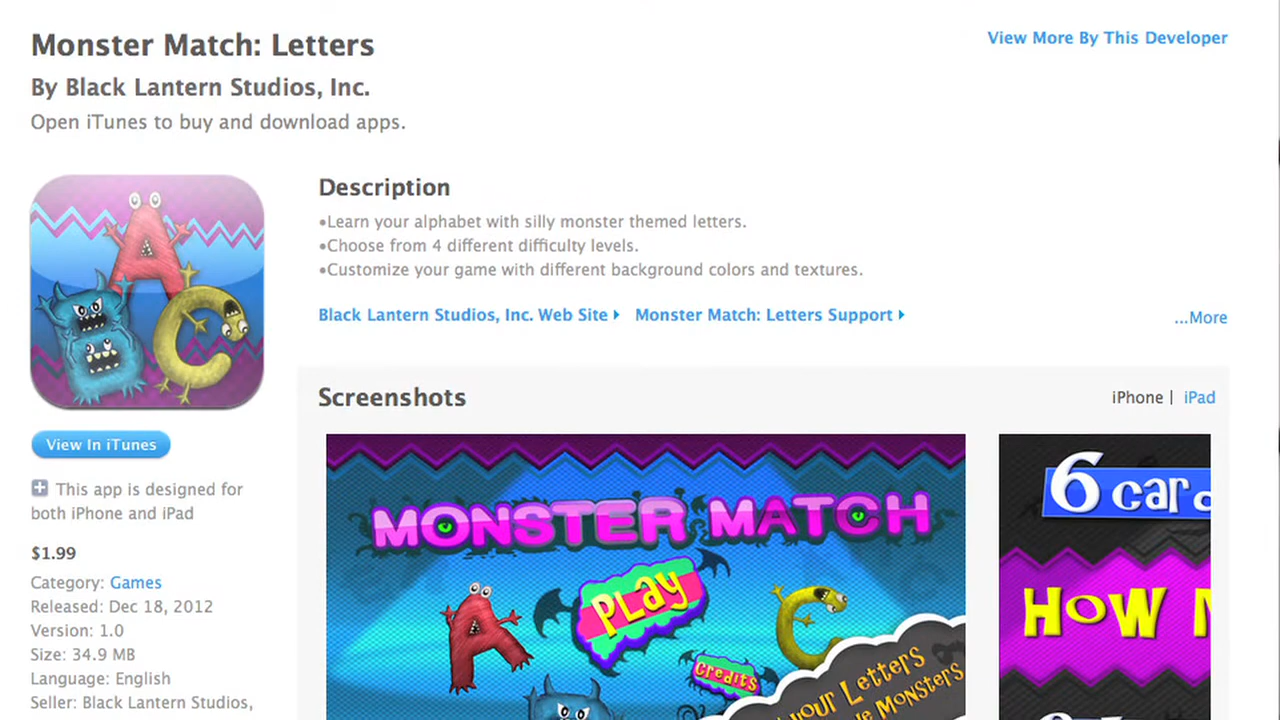 Monster Match: Letters
View More By This Developer
By Black Lantern Studios, Inc.
Open iTunes to buy and download apps.
Description
•Learn your alphabet with silly monster themed letters.
•Choose from 4 different difficulty levels.
•Customize your game with different background colors and textures.
Black Lantern Studios, Inc. Web Site
Monster Match: Letters Support
...More
View In iTunes
This app is designed for
both iPhone and iPad
$1.99
Category: Games
Released: Dec 18, 2012
Version: 1.0
Size: 34.9 MB
Language: English
Seller: Black Lantern Studios,
Screenshots
iPhone | iPad
MONSTER MATCH
PLay
A
C
Credits
your Letters
Monsters
6 car
HoW
A
B
C